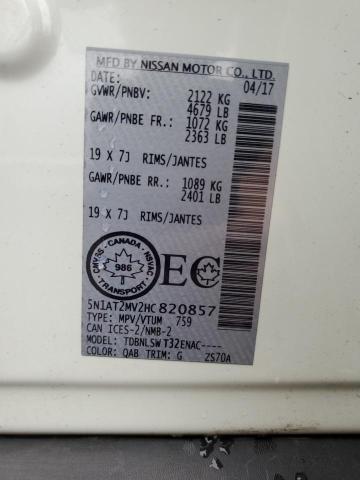 MFD BY NISSAN MOTOR CO., LTD.
DATE: 04/17
GVWR/PNBV: 2122 KG
4679 LB
GAWR/PNBE FR.: 1072 KG
2363 LB
19 X 7J RIMS/JANTES
GAWR/PNBE RR.: 1089 KG
2401 LB
19 X 7J RIMS/JANTES
CMVSS · CANADA · NSVAC
986
TRANSPORT
EC
5N1AT2MV2HC820857
TYPE: MPV/VTUM 759
CAN ICES-2/NMB-2
MODEL: TDBNLSW T32ENAC----
COLOR: QAB TRIM: G ZS70A